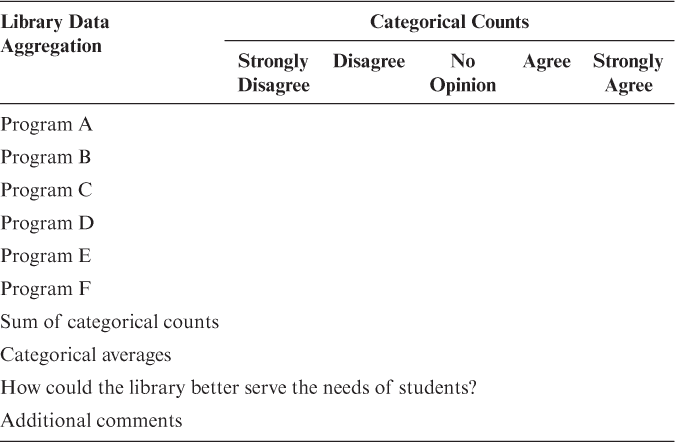 Library Data Aggregation
Categorical Counts
Strongly Disagree
Disagree
No Opinion
Agree
Strongly Agree
Program A
Program B
Program C
Program D
Program E
Program F
Sum of categorical counts
Categorical averages
How could the library better serve the needs of students?
Additional comments